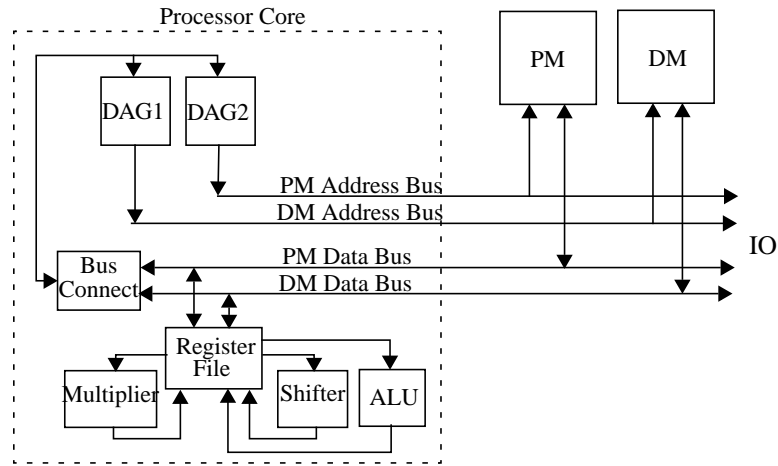 Processor Core
PM
DM
DAG1
DAG2
PM Address Bus
DM Address Bus
IO
Bus
Connect
PM Data Bus
DM Data Bus
Register
File
Multiplier
Shifter
ALU